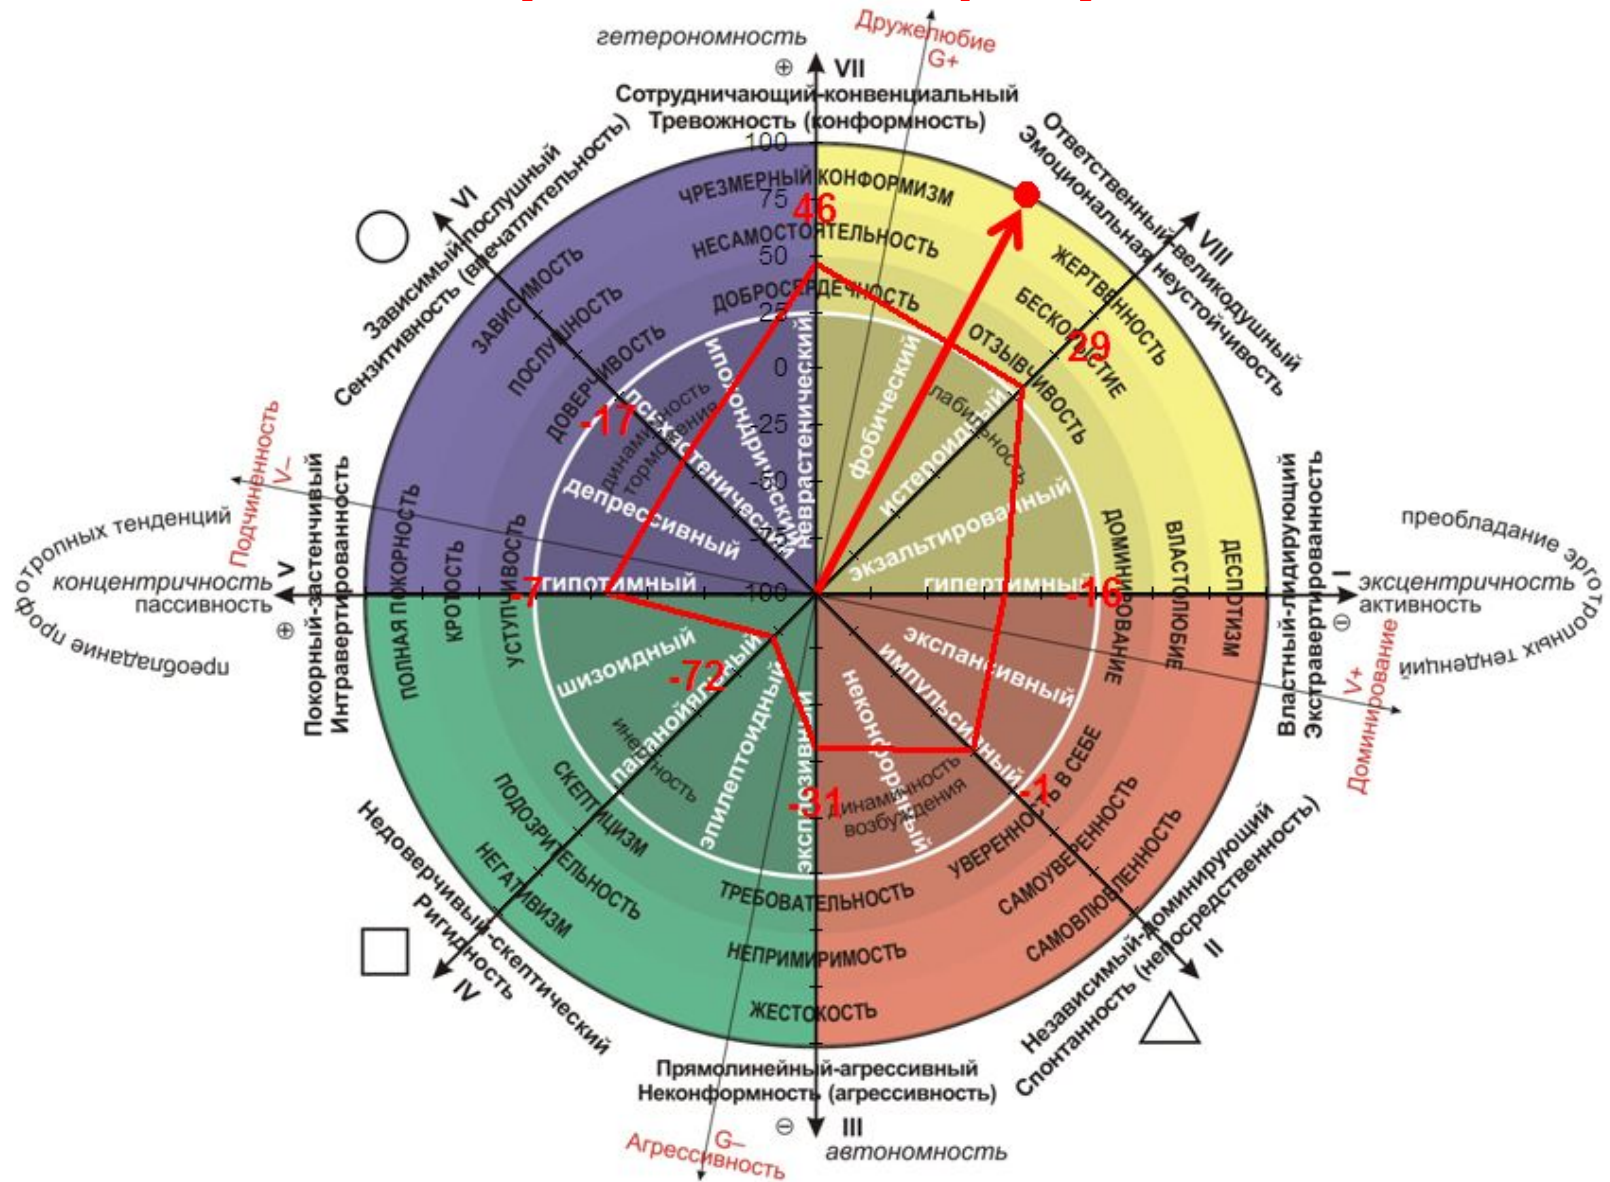 Дружелюбие
G+
гетерономность
⊕
VII
Сотрудничающий-конвенциальный
Тревожность (конформность)
Ответственный-великодушный
Эмоциональная неустойчивость
VIII
VI
Зависимый-послушный
Сензитивность (впечатлительность)
100
75
50
25
0
-25
-50
100
ЧРЕЗМЕРНЫЙ КОНФОРМИЗМ
46
НЕСАМОСТОЯТЕЛЬНОСТЬ
ДОБРОСЕРДЕЧНОСТЬ
ЖЕРТВЕННОСТЬ
БЕСКОРЫСТИЕ
29
ОТЗЫВЧИВОСТЬ
ЗАВИСИМОСТЬ
ПОСЛУШНОСТЬ
ДОВЕРЧИВОСТЬ
-17
ипохондрический
неврастенический
фобический
лабильность
истероидный
психастенический
динамичность
торможения
депрессивный
экзальтированный
гипотимный
гипертимный
Подчиненность
V–
преобладание трофотропных тенденций
концентричность
пассивность
V
⊕
Покорный-застенчивый
Интравертированность
ПОЛНАЯ ПОКОРНОСТЬ
КРОТОСТЬ
УСТУПЧИВОСТЬ
-7
-16
ДОМИНИРОВАНИЕ
ВЛАСТОЛЮБИЕ
ДЕСПОТИЗМ
Властный-лидирующий
Экстравертированность
I
⊖
эксцентричность
активность
преобладание эрготропных тенденций
V+
Доминирование
шизоидный
-72
паранойяльный
инертность
эпилептоидный
эксплозивный
-31
экспансивный
импульсивный
неконформный
динамичность
возбуждения
-1
УВЕРЕННОСТЬ В СЕБЕ
САМОУВЕРЕННОСТЬ
САМОВЛЮБЛЕННОСТЬ
СКЕПТИЦИЗМ
ПОДОЗРИТЕЛЬНОСТЬ
НЕГАТИВИЗМ
ТРЕБОВАТЕЛЬНОСТЬ
НЕПРИМИРИМОСТЬ
ЖЕСТОКОСТЬ
Недоверчивый-скептический
Ригидность
IV
Независимый-доминирующий
Спонтанность (непосредственность)
II
Прямолинейный-агрессивный
Неконформность (агрессивность)
⊖
III
автономность
G–
Агрессивность